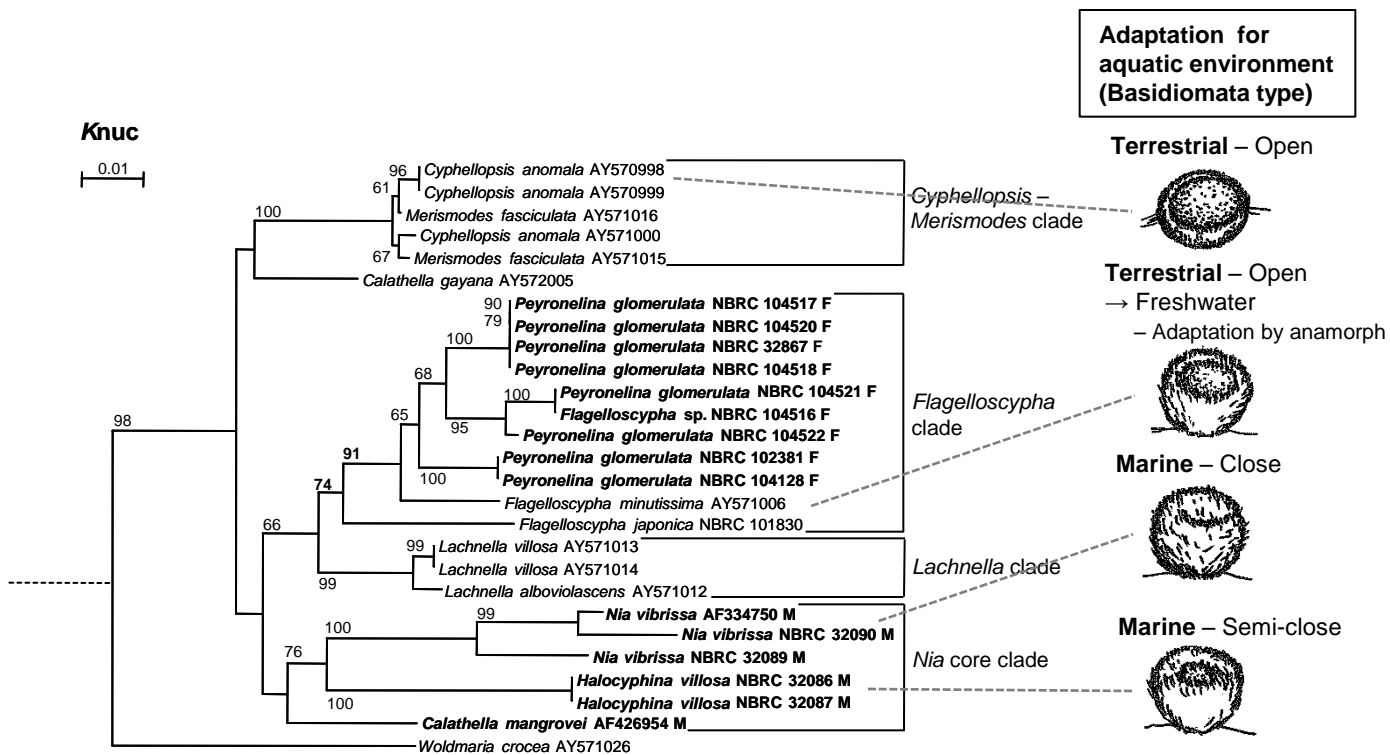 Adaptation for
aquatic environment
(Basidiomata type)
Knuc
0.01
Terrestrial – Open
Terrestrial – Open
→ Freshwater
– Adaptation by anamorph
Marine – Close
Marine – Semi-close
98
100
96
61
67
Cyphellopsis anomala AY570998
Cyphellopsis anomala AY570999
Merismodes fasciculata AY571016
Cyphellopsis anomala AY571000
Merismodes fasciculata AY571015
Calathella gayana AY572005
Gyphellopsis –
Merismodes clade
90
79
100
68
100
95
65
100
91
74
66
Peyronelina glomerulata NBRC 104517 F
Peyronelina glomerulata NBRC 104520 F
Peyronelina glomerulata NBRC 32867 F
Peyronelina glomerulata NBRC 104518 F
Peyronelina glomerulata NBRC 104521 F
Flagelloscypha sp. NBRC 104516 F
Peyronelina glomerulata NBRC 104522 F
Peyronelina glomerulata NBRC 102381 F
Peyronelina glomerulata NBRC 104128 F
Flagelloscypha minutissima AY571006
Flagelloscypha japonica NBRC 101830
Flagelloscypha
clade
99
99
Lachnella villosa AY571013
Lachnella villosa AY571014
Lachnella alboviolascens AY571012
Lachnella clade
99
100
76
100
Nia vibrissa AF334750 M
Nia vibrissa NBRC 32090 M
Nia vibrissa NBRC 32089 M
Halocyphina villosa NBRC 32086 M
Halocyphina villosa NBRC 32087 M
Calathella mangrovei AF426954 M
Nia core clade
Woldmaria crocea AY571026